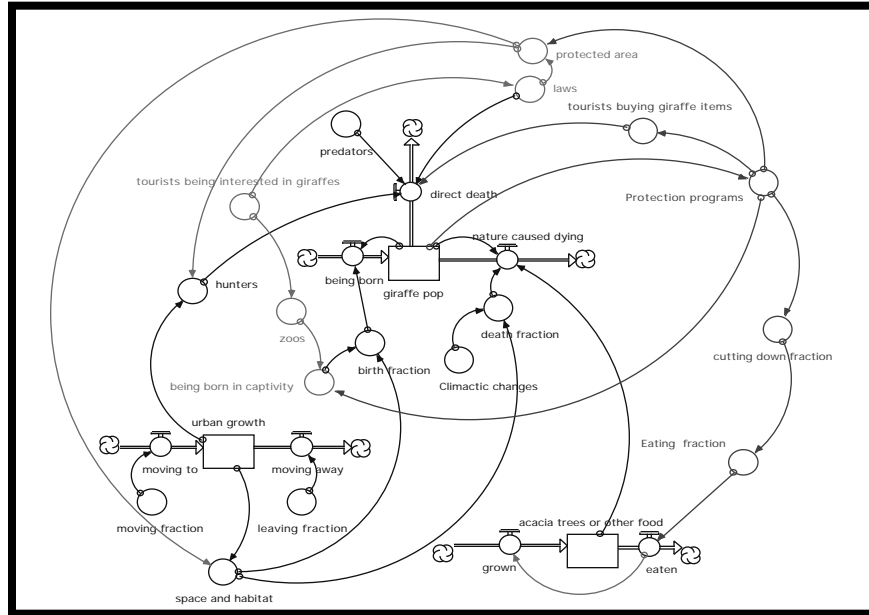 protected area
laws
tourists buying giraffe items
predators
tourists being interested in giraffes
direct death
Protection programs
nature caused dying
being born
hunters
giraffe pop
zoos
death fraction
cutting down fraction
birth fraction
being born in captivity
Climactic changes
urban growth
Eating fraction
moving to
moving away
moving fraction
leaving fraction
acacia trees or other food
grown
eaten
space and habitat